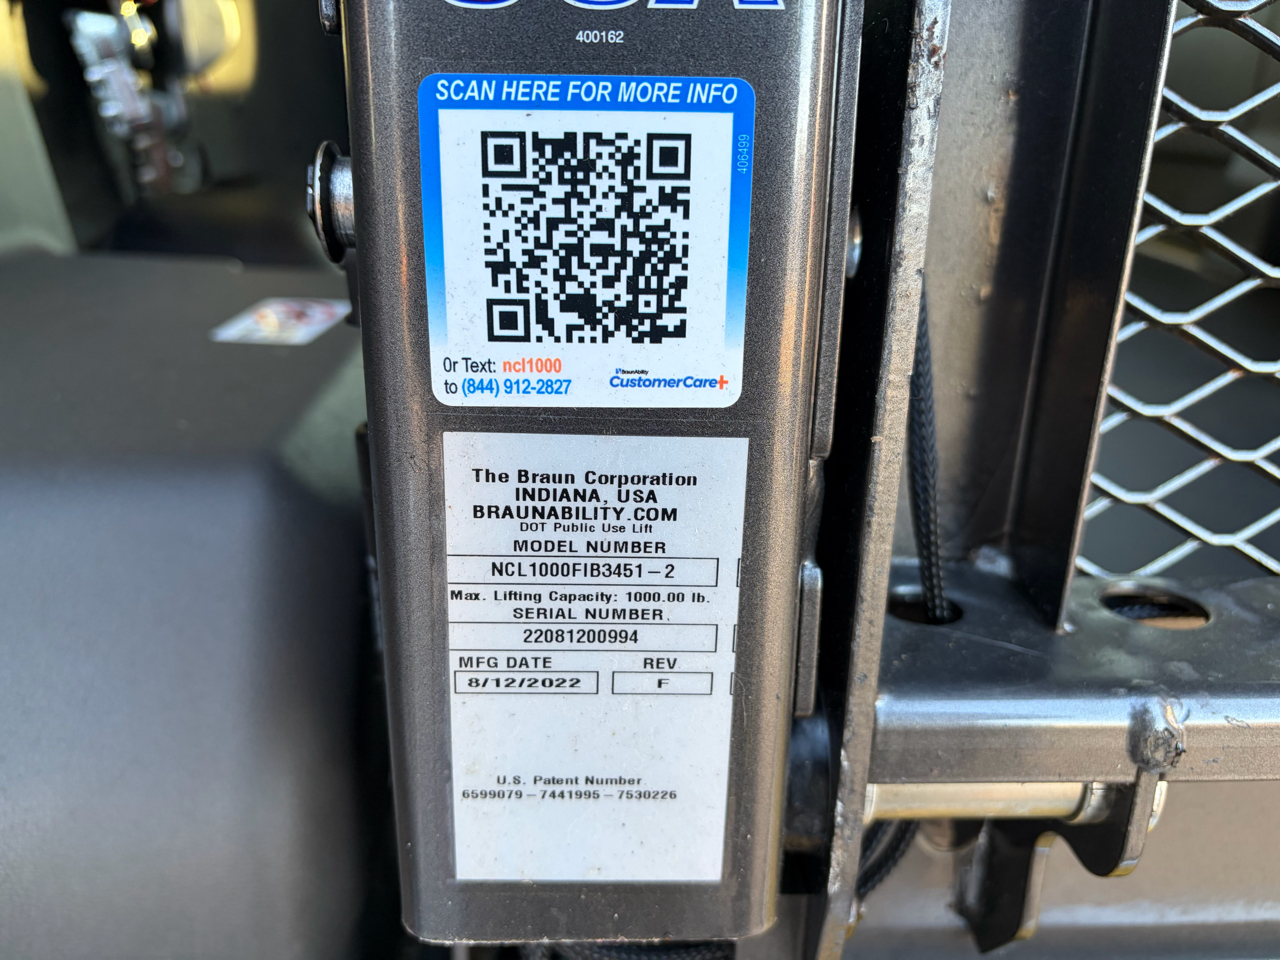 400162
SCAN HERE FOR MORE INFO
406499
Or Text: ncl1000
to (844) 912-2827
BraunAbility
CustomerCare+
The Braun Corporation
INDIANA, USA
BRAUNABILITY.COM
DOT Public Use Lift
MODEL NUMBER
NCL1000FIB3451-2
Max. Lifting Capacity: 1000.00 lb.
SERIAL NUMBER
22081200994
MFG DATE REV
8/12/2022 F
U.S. Patent Number
6599079-7441995-7530226